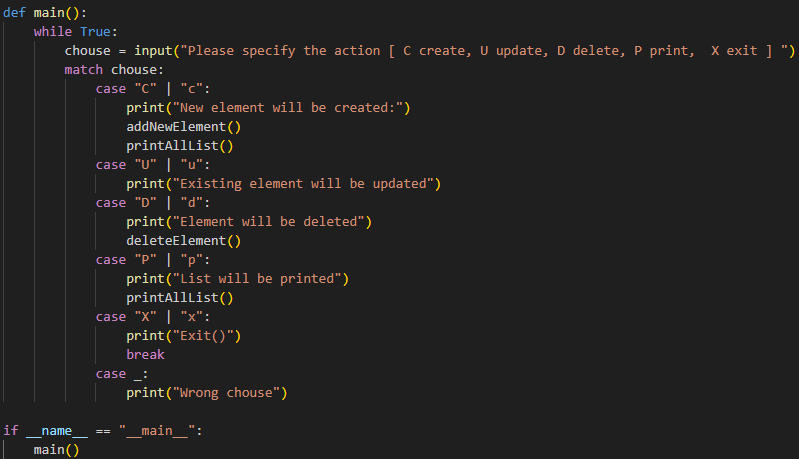 def main():
    while True:
        chouse = input("Please specify the action [ C create, U update, D delete, P print,  X exit ] ")
        match chouse:
            case "C" | "c":
                print("New element will be created:")
                addNewElement()
                printAllList()
            case "U" | "u":
                print("Existing element will be updated")
            case "D" | "d":
                print("Element will be deleted")
                deleteElement()
            case "P" | "p":
                print("List will be printed")
                printAllList()
            case "X" | "x":
                print("Exit()")
                break
            case _:
                print("Wrong chouse")

if __name__ == "__main__":
    main()